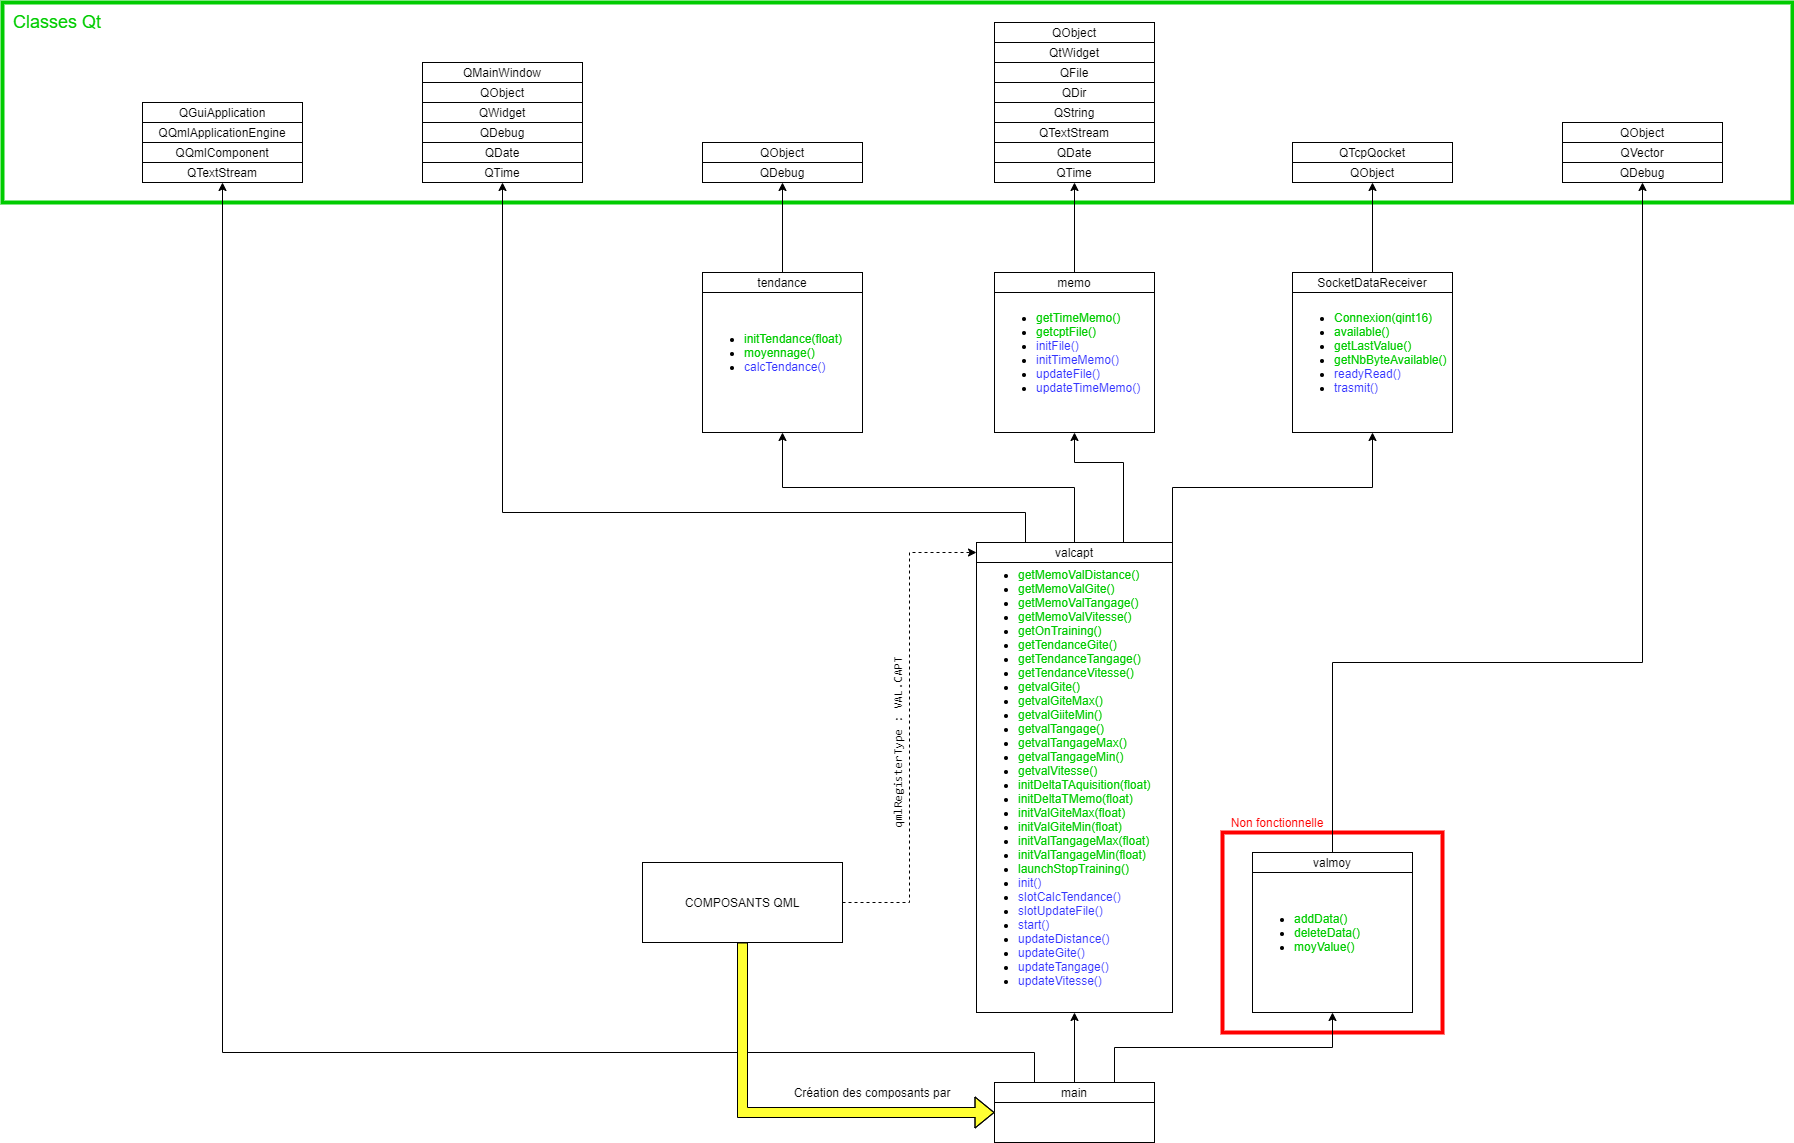 Classes Qt
QGuiApplication
QQmlApplicationEngine
QQmlComponent
QTextStream
QMainWindow
QObject
QWidget
QDebug
QDate
QTime
QObject
QDebug
QObject
QtWidget
QFile
QDir
QString
QTextStream
QDate
QTime
QTcpQocket
QObject
QObject
QVector
QDebug
tendance
initTendance(float)
moyennage()
calcTendance()
memo
getTimeMemo()
getcptFile()
initFile()
initTimeMemo()
updateFile()
updateTimeMemo()
SocketDataReceiver
Connexion(qint16)
available()
getLastValue()
getNbByteAvailable()
readyRead()
trasmit()
valcapt
getMemoValDistance()
getMemoValGite()
getMemoValTangage()
getMemoValVitesse()
getOnTraining()
getTendanceGite()
getTendanceTangage()
getTendanceVitesse()
getvalGite()
getvalGiteMax()
getvalGiiteMin()
getvalTangage()
getvalTangageMax()
getvalTangageMin()
getvalVitesse()
initDeltaTAquisition(float)
initDeltaTMemo(float)
initValGiteMax(float)
initValGiteMin(float)
initValTangageMax(float)
initValTangageMin(float)
launchStopTraining()
init()
slotCalcTendance()
slotUpdateFile()
start()
updateDistance()
updateGite()
updateTangage()
updateVitesse()
qmlRegisterType : VAL.CAPT
COMPOSANTS QML
Non fonctionnelle
valmoy
addData()
deleteData()
moyValue()
Création des composants par
main